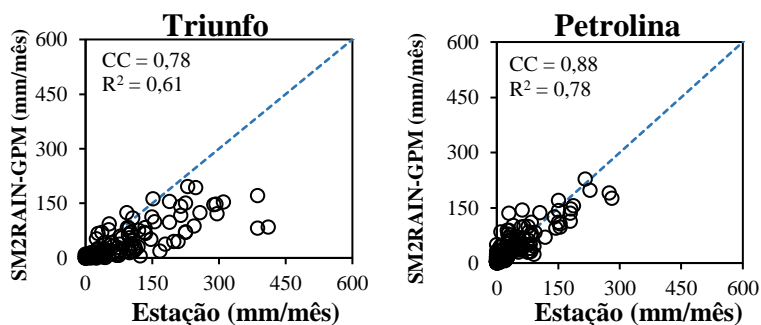 Triunfo
SM2RAIN-GPM (mm/mês)
600
450
300
150
0
CC = 0,78
R² = 0,61
0 150 300 450 600
Estação (mm/mês)
Petrolina
SM2RAIN-GPM (mm/mês)
600
450
300
150
0
CC = 0,88
R² = 0,78
0 150 300 450 600
Estação (mm/mês)